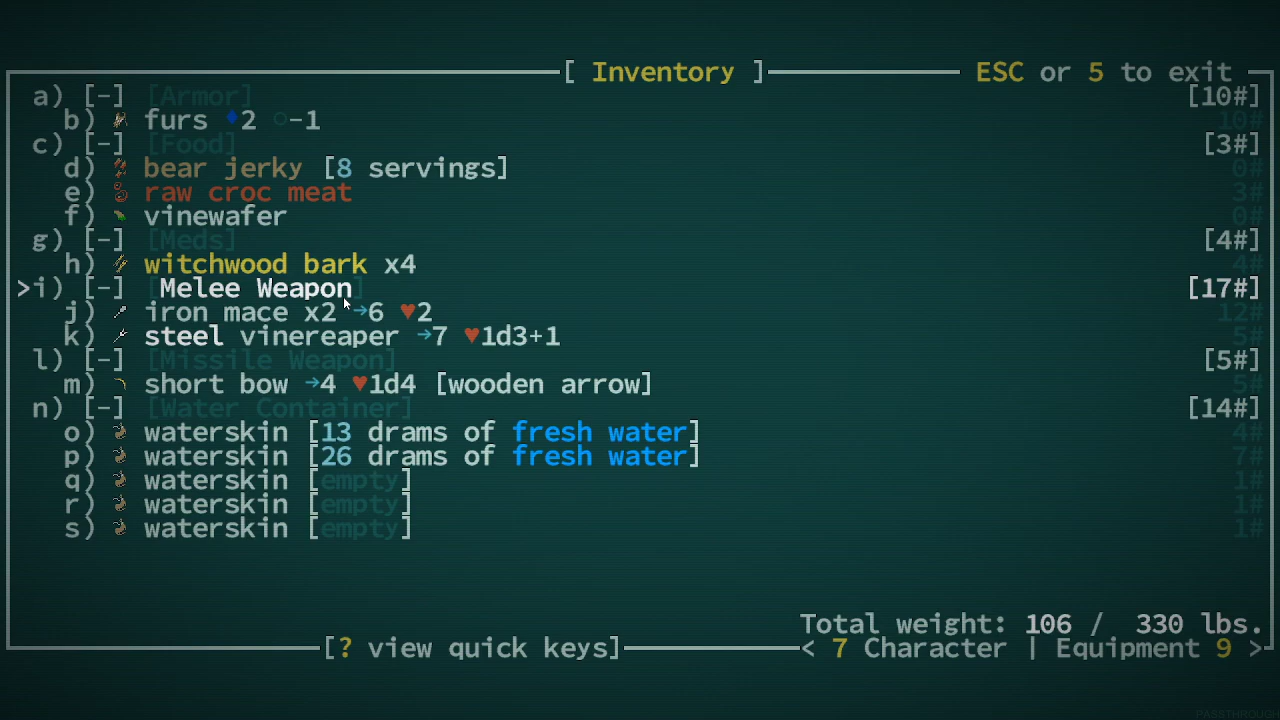 [ Inventory ] ESC or 5 to exit
a) [-] [Armor] [10#]
b) furs ♦2 ○-1 10#
c) [-] [Food] [3#]
d) bear jerky [8 servings] 0#
e) raw croc meat 3#
f) vinewafer 0#
g) [-] [Meds] [4#]
h) witchwood bark x4 4#
>i) [-] [Melee Weapon] [17#]
j) iron mace x2 →6 ♥2 12#
k) steel vinereaper →7 ♥1d3+1 5#
l) [-] [Missile Weapon] [5#]
m) short bow →4 ♥1d4 [wooden arrow] 5#
n) [-] [Water Container] [14#]
o) waterskin [13 drams of fresh water] 4#
p) waterskin [26 drams of fresh water] 7#
q) waterskin [empty] 1#
r) waterskin [empty] 1#
s) waterskin [empty] 1#
Total weight: 106 / 330 lbs.
[? view quick keys] < 7 Character | Equipment 9 >